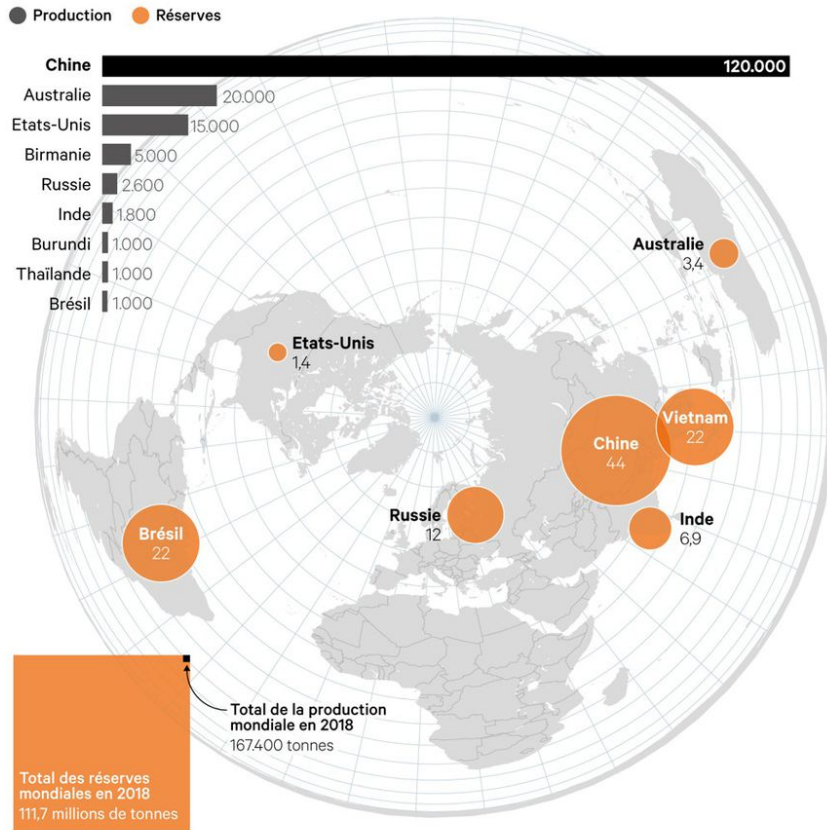 Production
Réserves
Chine
120.000
Australie
20.000
Etats-Unis
15.000
Birmanie
5.000
Russie
2.600
Inde
1.800
Burundi
1.000
Thaïlande
1.000
Brésil
1.000
Australie
3,4
Etats-Unis
1,4
Vietnam
22
Chine
44
Russie
12
Inde
6,9
Brésil
22
Total de la production
mondiale en 2018
167.400 tonnes
Total des réserves
mondiales en 2018
111,7 millions de tonnes